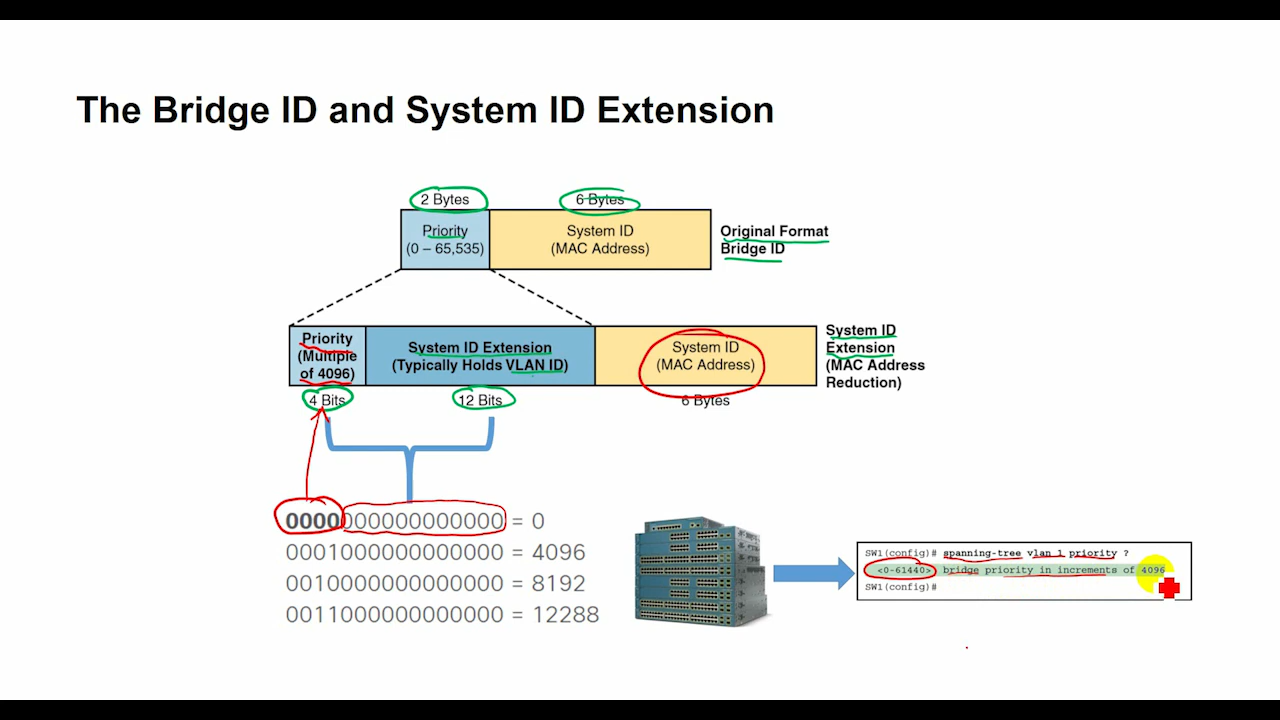 The Bridge ID and System ID Extension
2 Bytes
6 Bytes
Priority
(0 – 65,535)
System ID
(MAC Address)
Original Format
Bridge ID
Priority
(Multiple
of 4096)
System ID Extension
(Typically Holds VLAN ID)
System ID
(MAC Address)
System ID
Extension
(MAC Address
Reduction)
4 Bits
12 Bits
6 Bytes
0000000000000000 = 0
0001000000000000 = 4096
0010000000000000 = 8192
0011000000000000 = 12288
SW1(config)# spanning-tree vlan 1 priority ?
<0-61440> bridge priority in increments of 4096
SW1(config)#